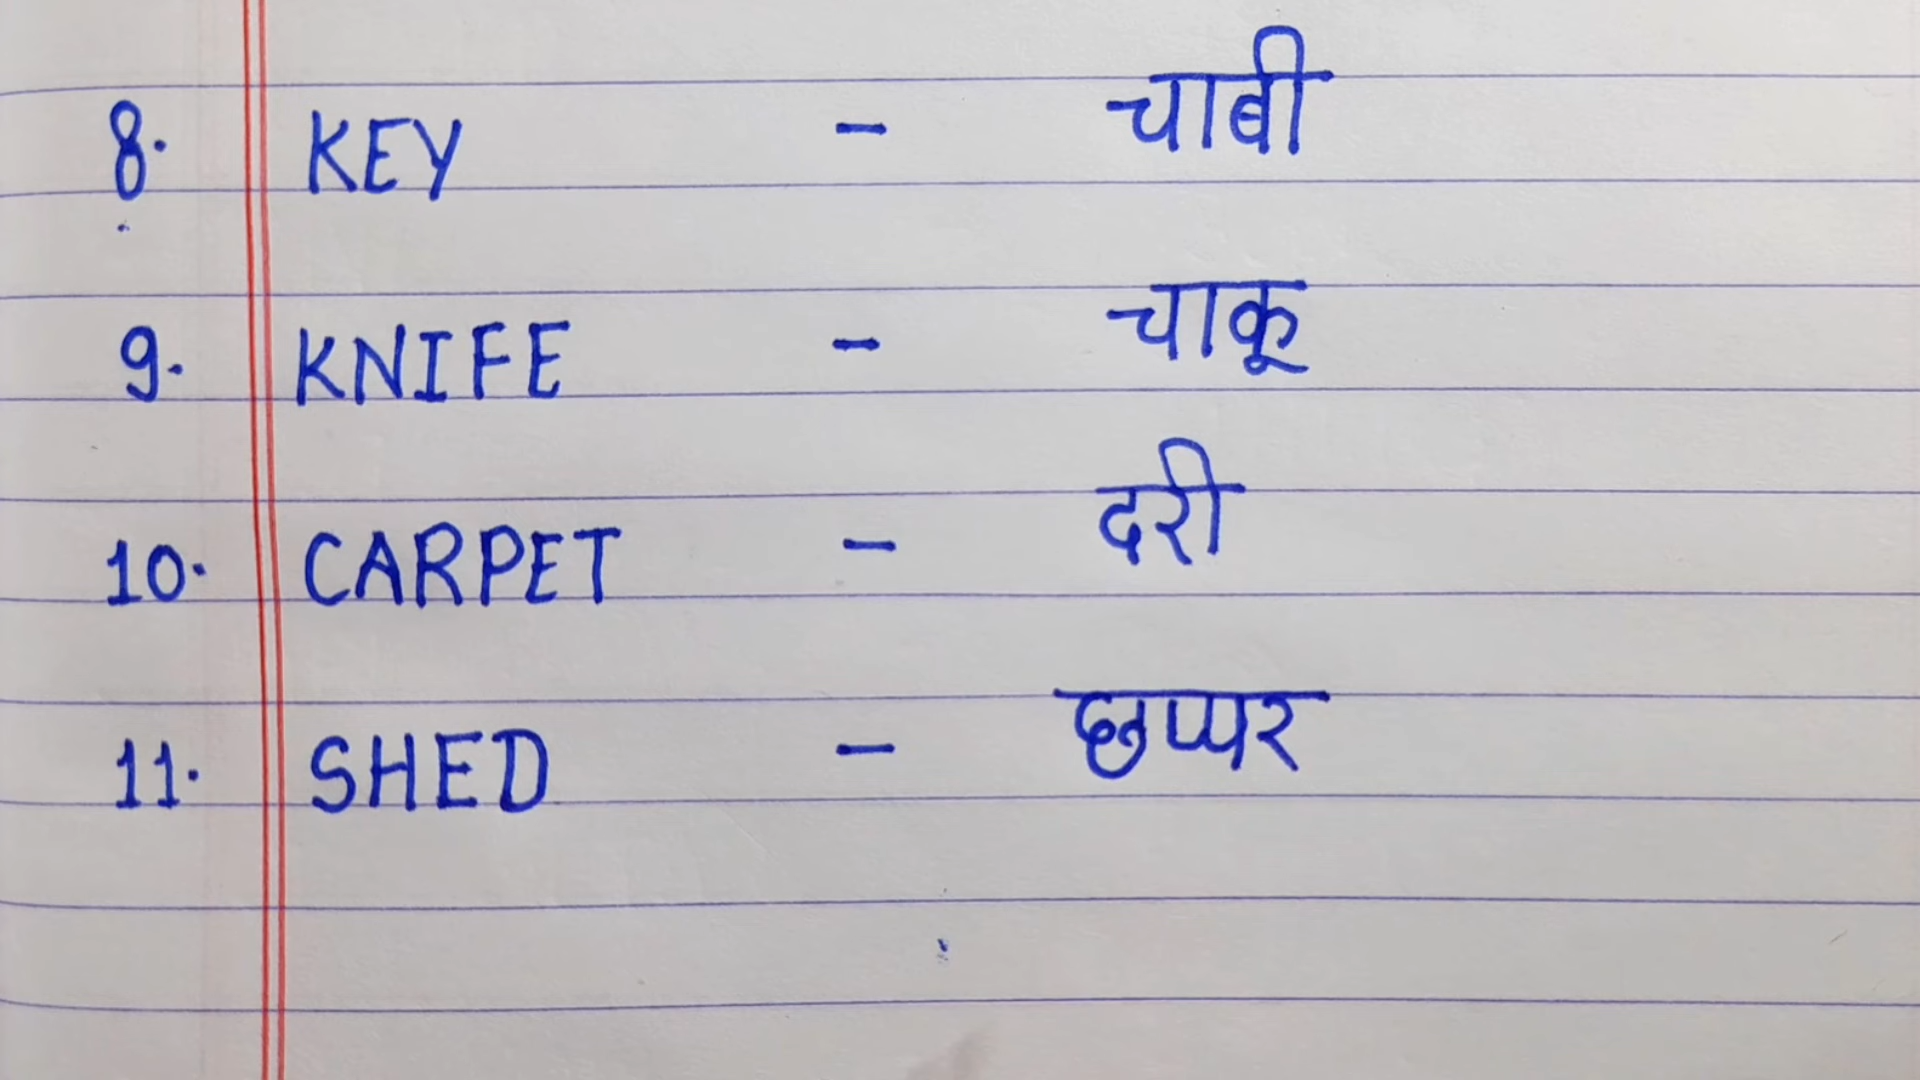 8. KEY - चाबी
9. KNIFE - चाकू
10. CARPET - दरी
11. SHED - छप्पर